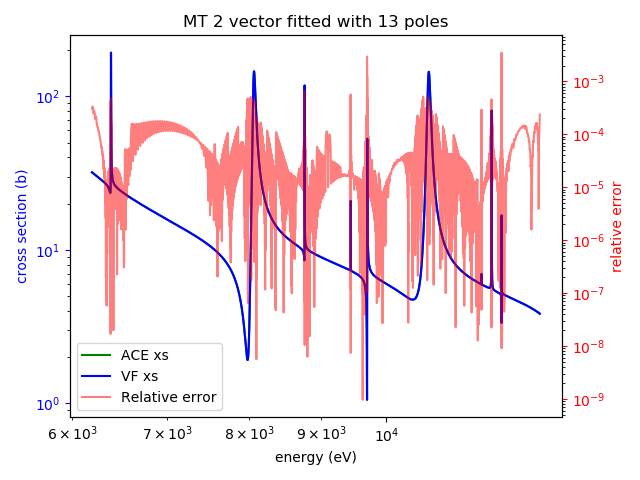 MT 2 vector fitted with 13 poles
cross section (b)
10²
10¹
10⁰
relative error
10⁻³
10⁻⁴
10⁻⁵
10⁻⁶
10⁻⁷
10⁻⁸
10⁻⁹
ACE xs
VF xs
Relative error
6 × 10³ 7 × 10³ 8 × 10³ 9 × 10³ 10⁴
energy (eV)